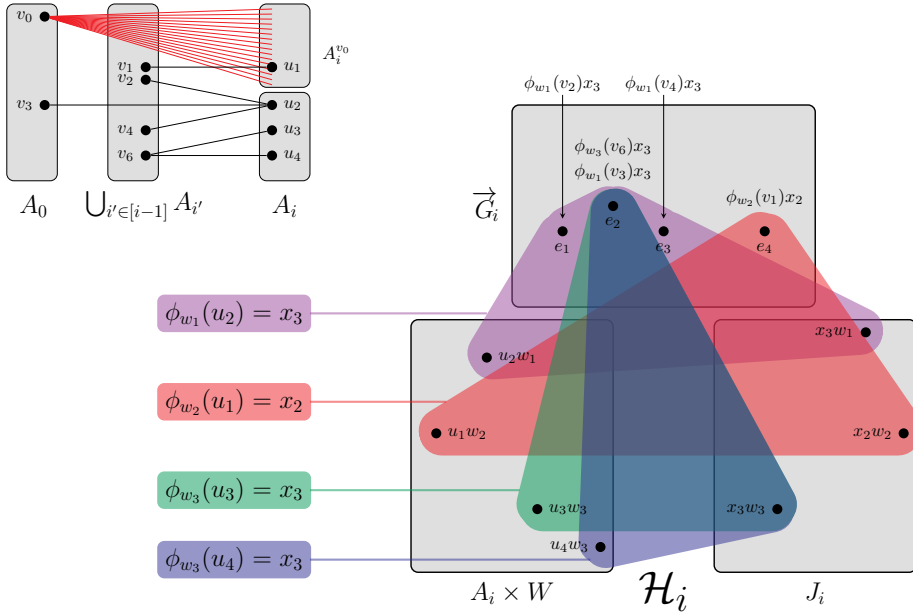 v₀
A_i^{v₀}
v₁
u₁
v₂
v₃
u₂
v₄
u₃
v₆
u₄
A₀
⋃_{i'∈[i−1]} A_{i'}
A_i
ϕ_{w₁}(v₂)x₃
ϕ_{w₁}(v₄)x₃
ϕ_{w₃}(v₆)x₃
ϕ_{w₁}(v₃)x₃
ϕ_{w₂}(v₁)x₂
\overrightarrow{G_i}
e₂
e₁
e₃
e₄
ϕ_{w₁}(u₂) = x₃
x₃w₁
u₂w₁
ϕ_{w₂}(u₁) = x₂
u₁w₂
x₂w₂
ϕ_{w₃}(u₃) = x₃
u₃w₃
x₃w₃
ϕ_{w₃}(u₄) = x₃
u₄w₃
A_i × W
ℋ_i
J_i